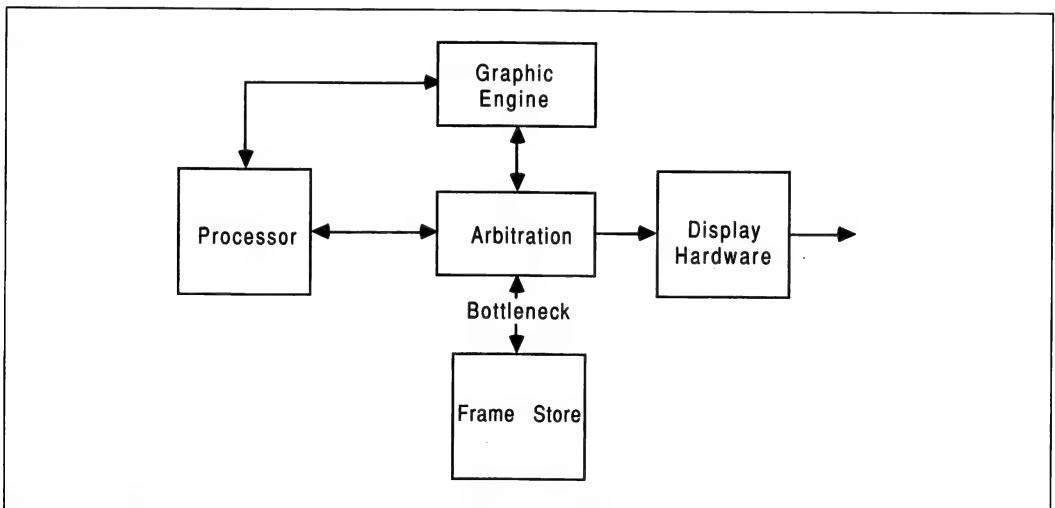 Graphic
Engine
Processor
Arbitration
Display
Hardware
Bottleneck
Frame Store